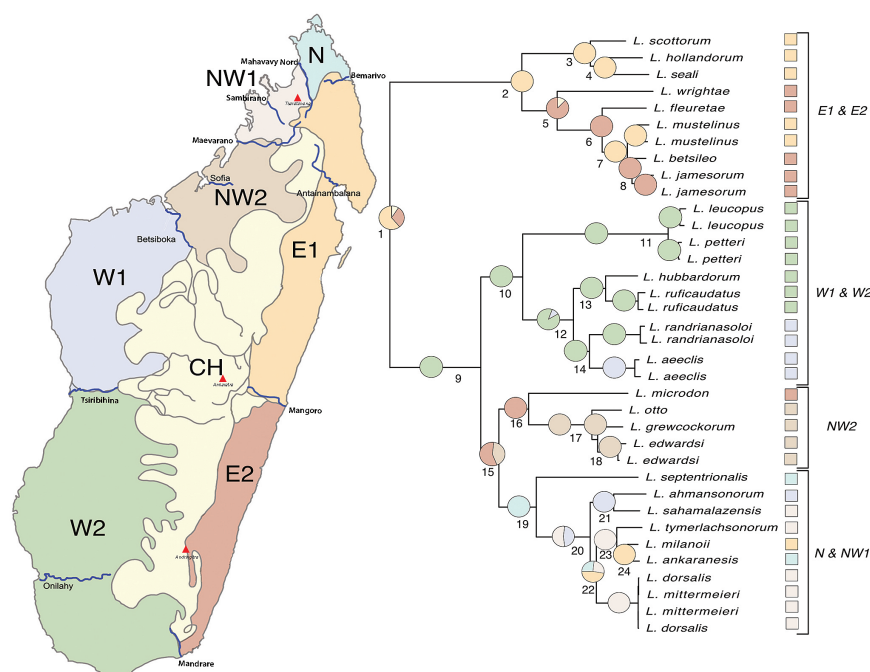 N
Mahavavy Nord
Bemarivo
NW1
Sambirano
Tsaratanana
Maevarano
Sofia
NW2
Antainambalana
Betsiboka
E1
W1
CH
Ankaratra
Tsiribihina
Mangoro
E2
W2
Andringitra
Onilahy
Mandrare
1
2
3
4
5
6
7
8
9
10
11
12
13
14
15
16
17
18
19
20
21
22
23
24
L. scottorum
L. hollandorum
L. seali
L. wrightae
L. fleuretae
L. mustelinus
L. mustelinus
L. betsileo
L. jamesorum
L. jamesorum
E1 & E2
L. leucopus
L. leucopus
L. petteri
L. petteri
L. hubbardorum
L. ruficaudatus
L. ruficaudatus
L. randrianasoloi
L. randrianasoloi
L. aeeclis
L. aeeclis
W1 & W2
L. microdon
L. otto
L. grewcockorum
L. edwardsi
L. edwardsi
NW2
L. septentrionalis
L. ahmansonorum
L. sahamalazensis
L. tymerlachsonorum
L. milanoii
L. ankaranesis
L. dorsalis
L. mittermeieri
L. mittermeieri
L. dorsalis
N & NW1